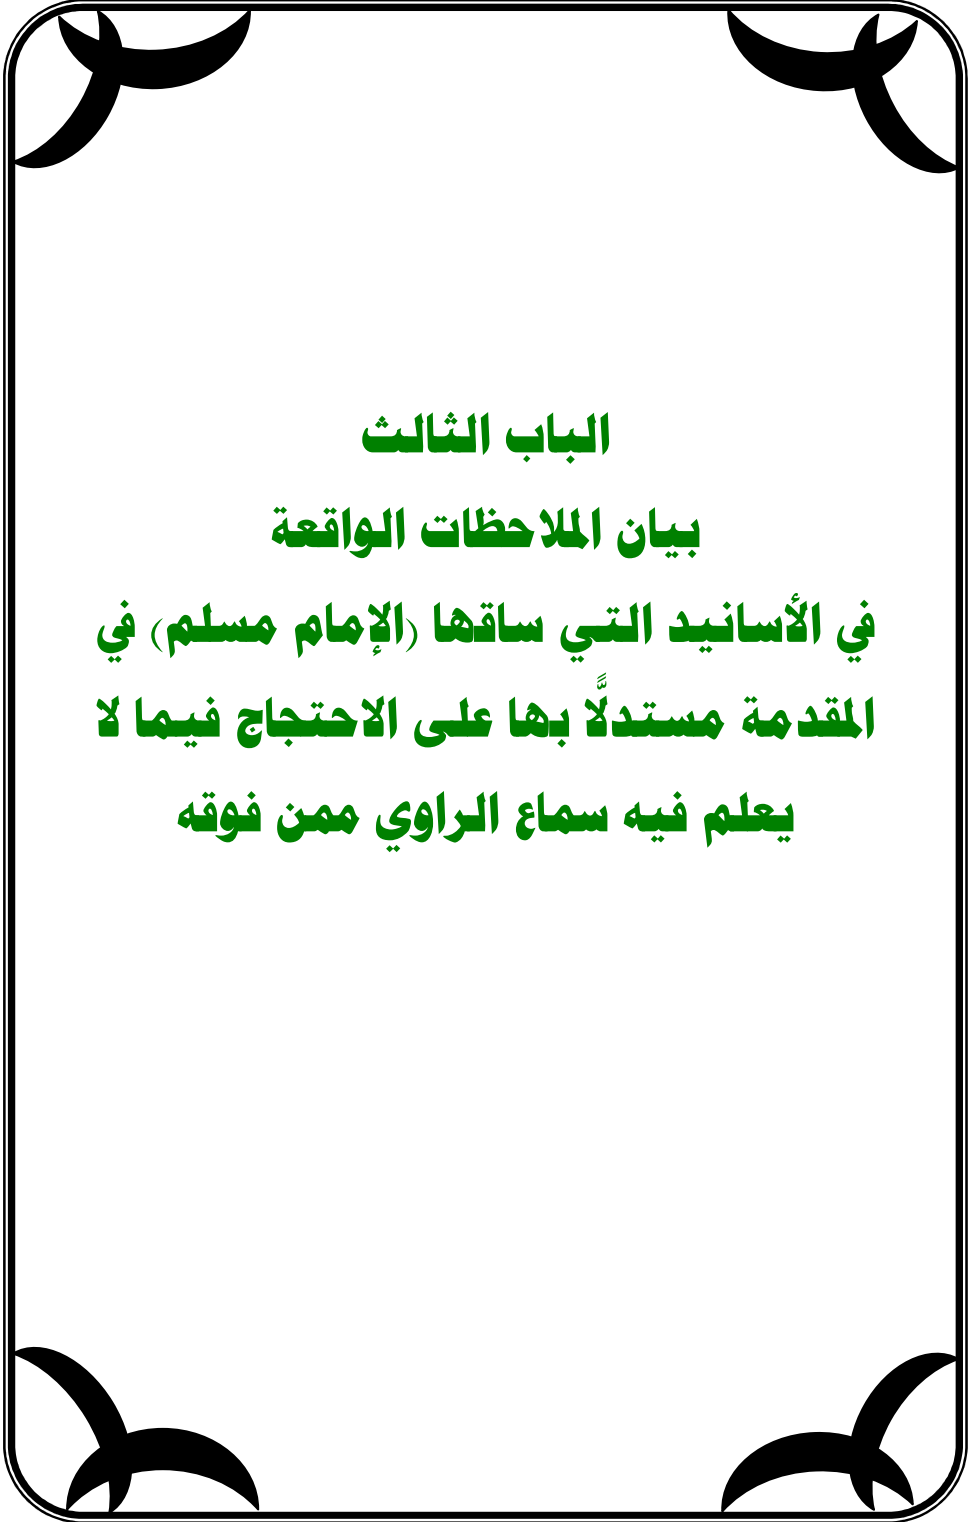 الباب الثالث
بيان الملاحظات الواقعة
في الأسانيد التي ساقها (الإمام مسلم) في
المقدمة مستدلًّا بها على الاحتجاج فيما لا
يعلم فيه سماع الراوي ممن فوقه